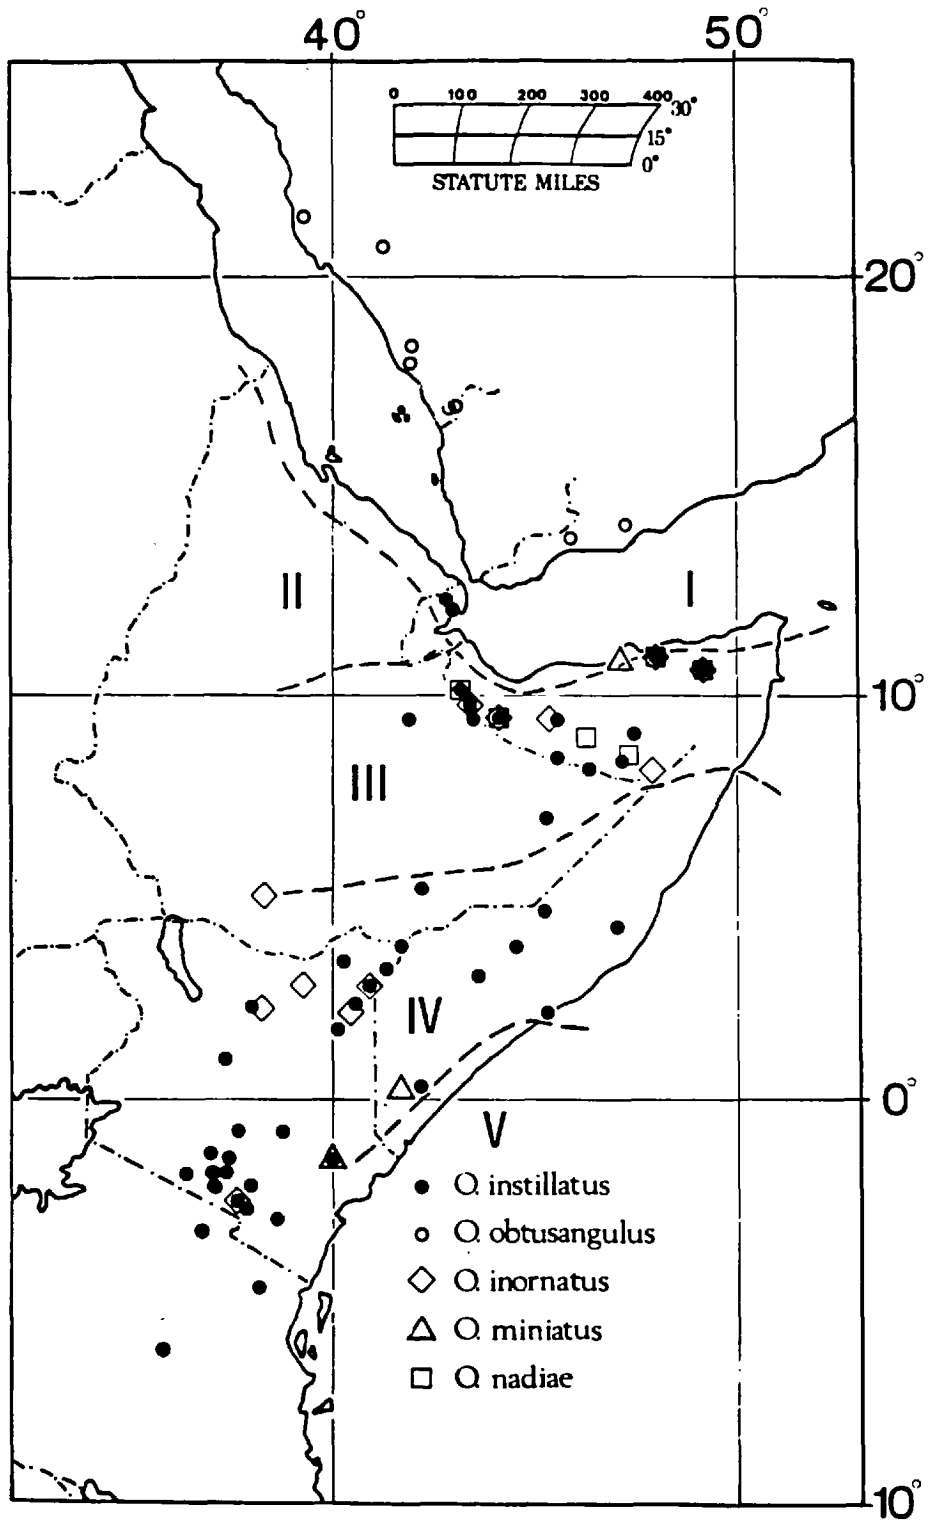 40° 50°
0 100 200 300 400 30°
15°
0°
STATUTE MILES
20°
II I
10°
III
IV
0°
V
Q. instillatus
Q. obtusangulus
Q. inornatus
Q. miniatus
Q. nadiae
10°